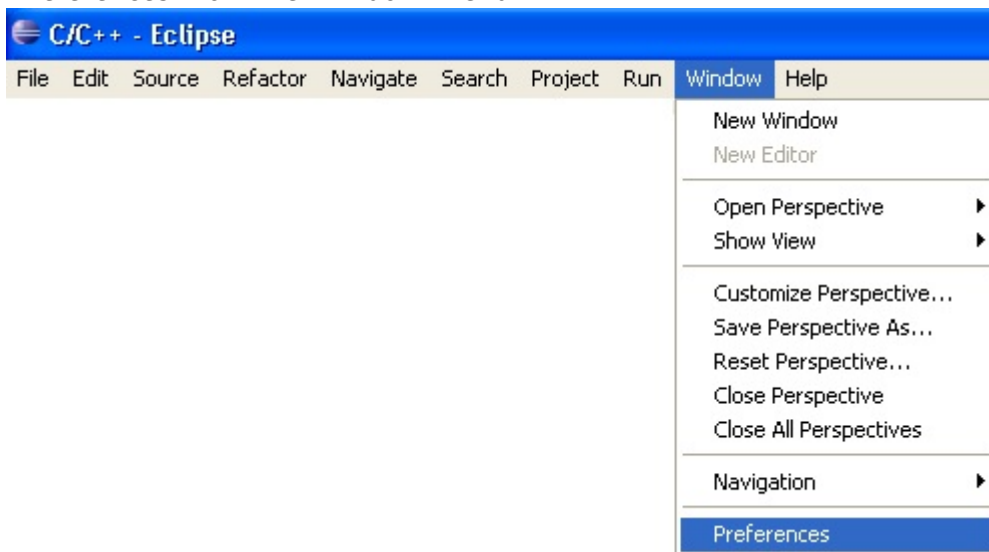 C/C++ - Eclipse
File Edit Source Refactor Navigate Search Project Run Window Help
New Window
New Editor
Open Perspective
Show View
Customize Perspective...
Save Perspective As...
Reset Perspective...
Close Perspective
Close All Perspectives
Navigation
Preferences